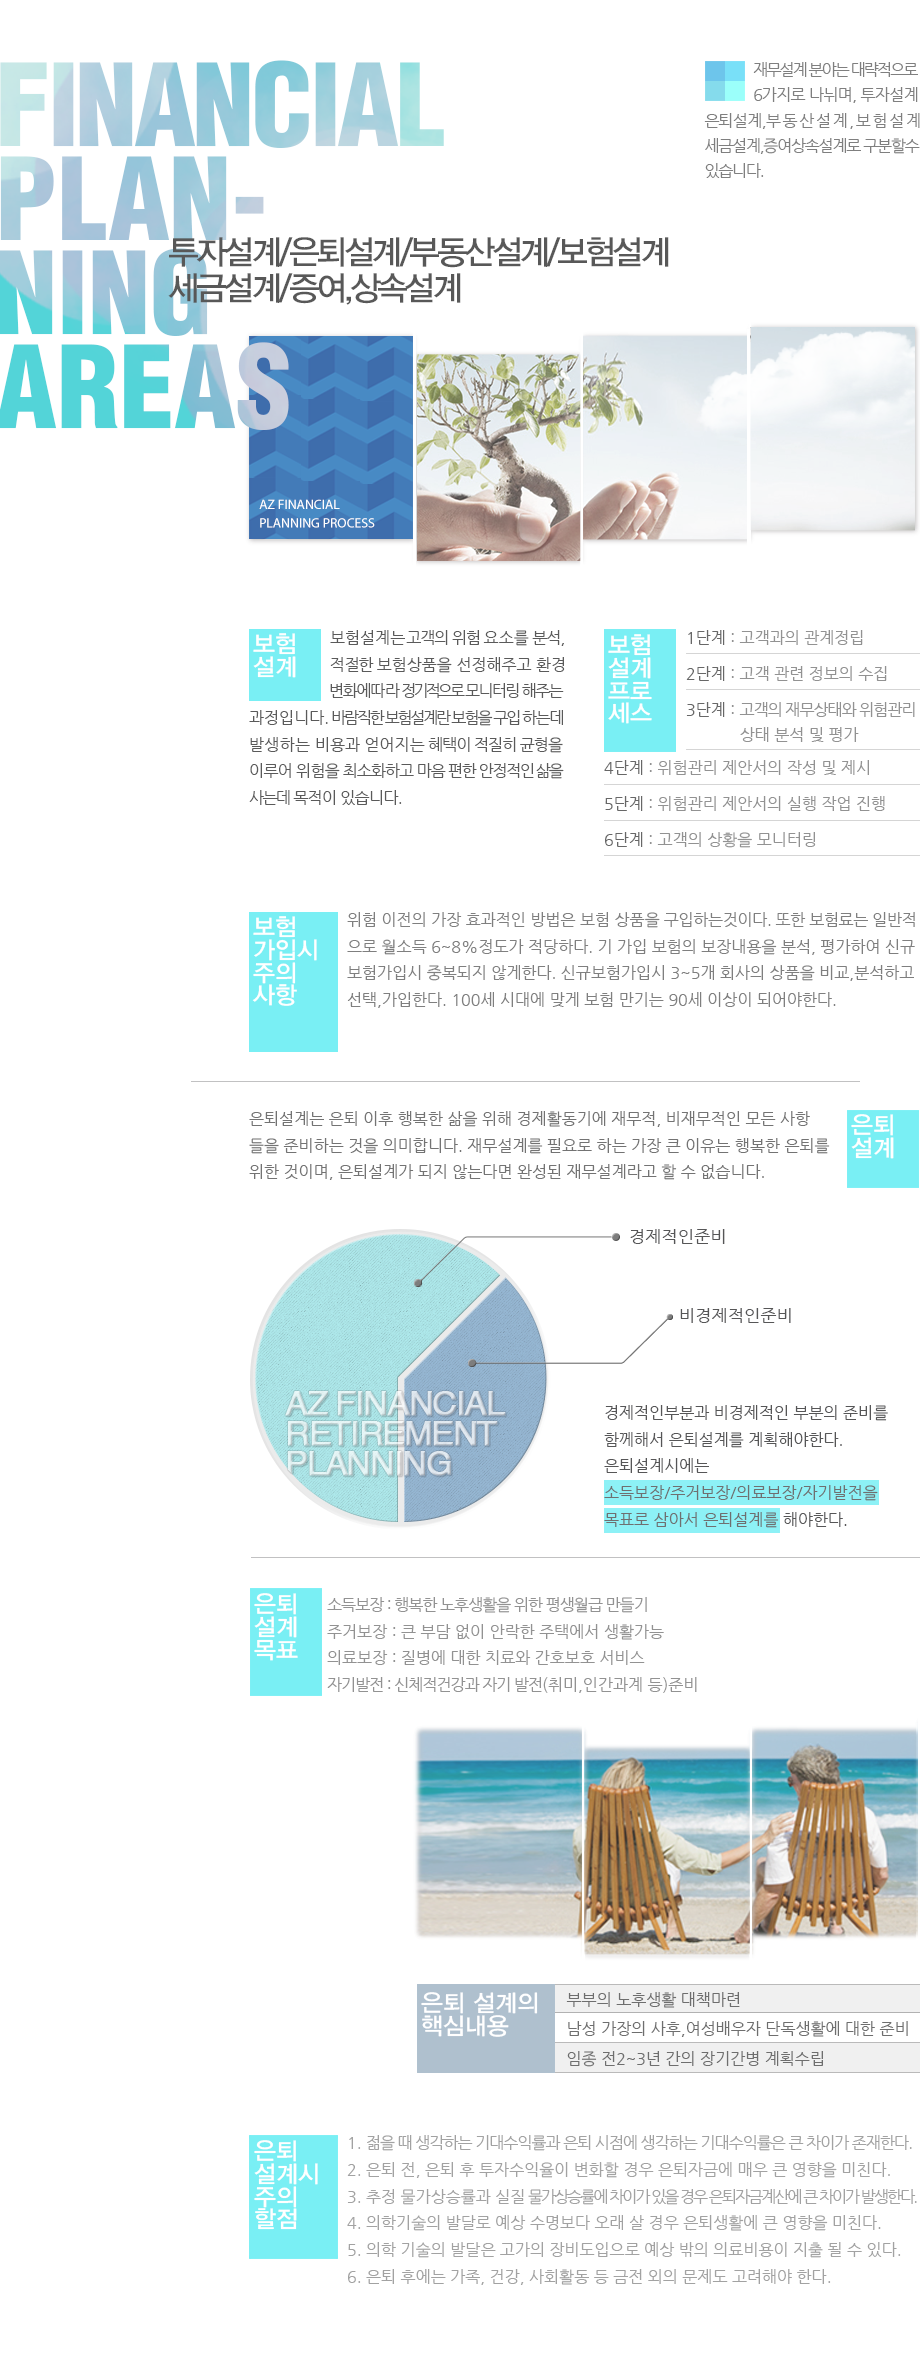 FINANCIAL
PLAN-
NING
AREAS
재무설계 분야는 대략적으로
6가지로 나뉘며, 투자설계
은퇴설계,부동산설계,보험설계
세금설계,증여상속설계로 구분할수
있습니다.
투자설계/은퇴설계/부동산설계/보험설계
세금설계/증여,상속설계
AZ FINANCIAL
PLANNING PROCESS
보험
설계
보험설계는 고객의 위험 요소를 분석,
적절한 보험상품을 선정해주고 환경
변화에따라 정기적으로 모니터링 해주는
과정입니다. 바람직한 보험설계란 보험을 구입 하는데
발생하는 비용과 얻어지는 혜택이 적질히 균형을
이루어 위험을 최소화하고 마음 편한 안정적인 삶을
사는데 목적이 있습니다.
보험
설계
프로
세스
1단계 : 고객과의 관계정립
2단계 : 고객 관련 정보의 수집
3단계 : 고객의 재무상태와 위험관리
상태 분석 및 평가
4단계 : 위험관리 제안서의 작성 및 제시
5단계 : 위험관리 제안서의 실행 작업 진행
6단계 : 고객의 상황을 모니터링
보험
가입시
주의
사항
위험 이전의 가장 효과적인 방법은 보험 상품을 구입하는것이다. 또한 보험료는 일반적
으로 월소득 6~8%정도가 적당하다. 기 가입 보험의 보장내용을 분석, 평가하여 신규
보험가입시 중복되지 않게한다. 신규보험가입시 3~5개 회사의 상품을 비교,분석하고
선택,가입한다. 100세 시대에 맞게 보험 만기는 90세 이상이 되어야한다.
은퇴설계는 은퇴 이후 행복한 삶을 위해 경제활동기에 재무적, 비재무적인 모든 사항
들을 준비하는 것을 의미합니다. 재무설계를 필요로 하는 가장 큰 이유는 행복한 은퇴를
위한 것이며, 은퇴설계가 되지 않는다면 완성된 재무설계라고 할 수 없습니다.
은퇴
설계
경제적인준비
비경제적인준비
AZ FINANCIAL
RETIREMENT
PLANNING
경제적인부분과 비경제적인 부분의 준비를
함께해서 은퇴설계를 계획해야한다.
은퇴설계시에는
소득보장/주거보장/의료보장/자기발전을
목표로 삼아서 은퇴설계를 해야한다.
은퇴
설계
목표
소득보장 : 행복한 노후생활을 위한 평생월급 만들기
주거보장 : 큰 부담 없이 안락한 주택에서 생활가능
의료보장 : 질병에 대한 치료와 간호보호 서비스
자기발전 : 신체적건강과 자기 발전(취미,인간과계 등)준비
은퇴 설계의
핵심내용
부부의 노후생활 대책마련
남성 가장의 사후,여성배우자 단독생활에 대한 준비
임종 전2~3년 간의 장기간병 계획수립
은퇴
설계시
주의
할점
1. 젊을 때 생각하는 기대수익률과 은퇴 시점에 생각하는 기대수익률은 큰 차이가 존재한다.
2. 은퇴 전, 은퇴 후 투자수익율이 변화할 경우 은퇴자금에 매우 큰 영향을 미친다.
3. 추정 물가상승률과 실질 물가상승률에 차이가 있을 경우 은퇴자금계산에 큰 차이가 발생한다.
4. 의학기술의 발달로 예상 수명보다 오래 살 경우 은퇴생활에 큰 영향을 미친다.
5. 의학 기술의 발달은 고가의 장비도입으로 예상 밖의 의료비용이 지출 될 수 있다.
6. 은퇴 후에는 가족, 건강, 사회활동 등 금전 외의 문제도 고려해야 한다.